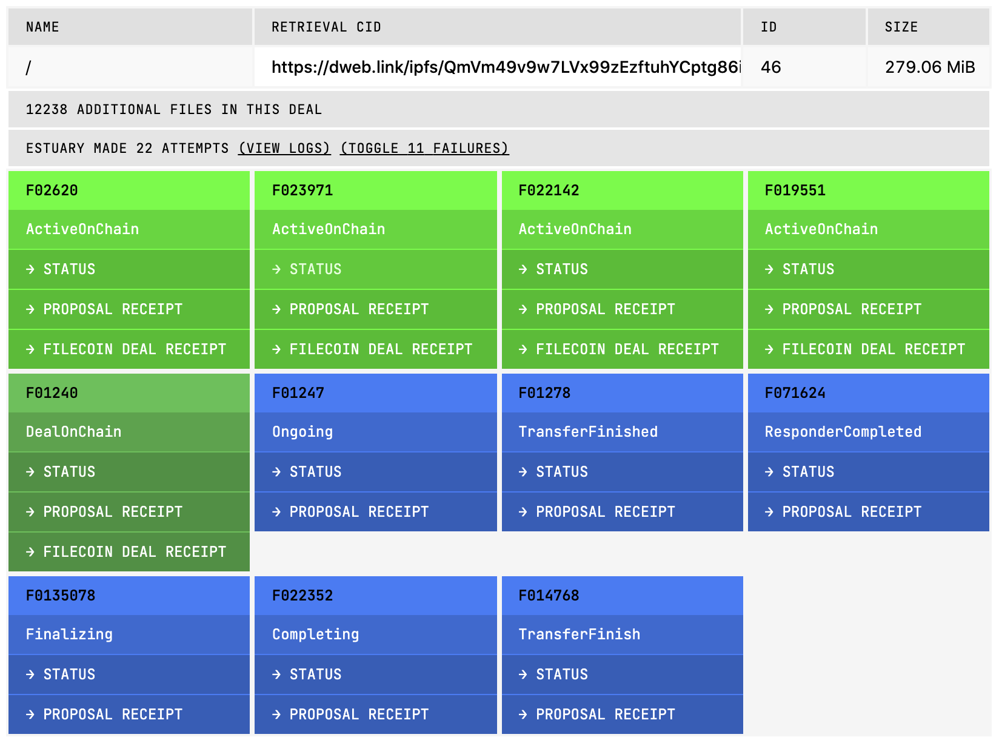 NAME RETRIEVAL CID ID SIZE
/ https://dweb.link/ipfs/QmVm49v9w7LVx99zEzftuhYCptg86i 46 279.06 MiB
12238 ADDITIONAL FILES IN THIS DEAL
ESTUARY MADE 22 ATTEMPTS (VIEW LOGS) (TOGGLE 11 FAILURES)
F02620 F023971 F022142 F019551
ActiveOnChain ActiveOnChain ActiveOnChain ActiveOnChain
→ STATUS → STATUS → STATUS → STATUS
→ PROPOSAL RECEIPT → PROPOSAL RECEIPT → PROPOSAL RECEIPT → PROPOSAL RECEIPT
→ FILECOIN DEAL RECEIPT → FILECOIN DEAL RECEIPT → FILECOIN DEAL RECEIPT → FILECOIN DEAL RECEIPT
F01240 F01247 F01278 F071624
DealOnChain Ongoing TransferFinished ResponderCompleted
→ STATUS → STATUS → STATUS → STATUS
→ PROPOSAL RECEIPT → PROPOSAL RECEIPT → PROPOSAL RECEIPT → PROPOSAL RECEIPT
→ FILECOIN DEAL RECEIPT
F0135078 F022352 F014768
Finalizing Completing TransferFinish
→ STATUS → STATUS → STATUS
→ PROPOSAL RECEIPT → PROPOSAL RECEIPT → PROPOSAL RECEIPT